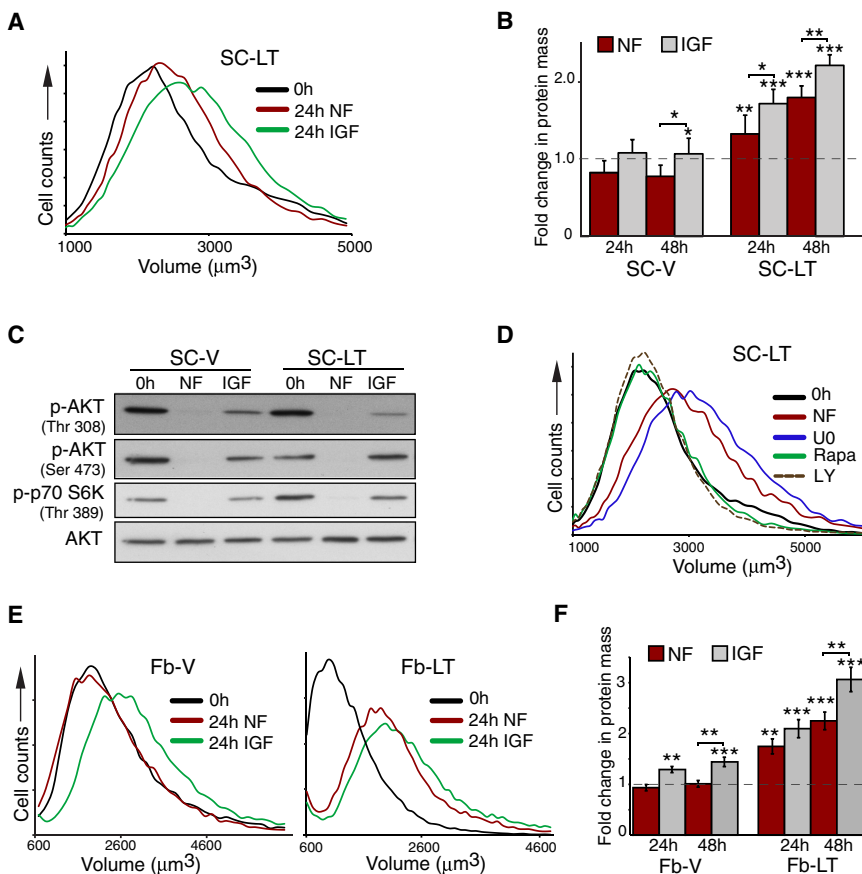 A
SC-LT
0h
24h NF
24h IGF
Cell counts
1000 3000 5000
Volume (μm3)
B
NF IGF
Fold change in protein mass
2.0
1.0
0
* *
** * *** *** ** ***
24h 48h 24h 48h
SC-V SC-LT
C
SC-V SC-LT
0h NF IGF 0h NF IGF
p-AKT
(Thr 308)
p-AKT
(Ser 473)
p-p70 S6K
(Thr 389)
AKT
D
SC-LT
0h
NF
U0
Rapa
LY
Cell counts
1000 3000 5000
Volume (μm3)
E
Fb-V
0h
24h NF
24h IGF
Cell counts
600 2600 4600
Volume (μm3)
Fb-LT
0h
24h NF
24h IGF
600 2600 4600
Volume (μm3)
F
NF IGF
Fold change in protein mass
3
2
1
0
** ** *** ** *** *** ** ***
24h 48h 24h 48h
Fb-V Fb-LT